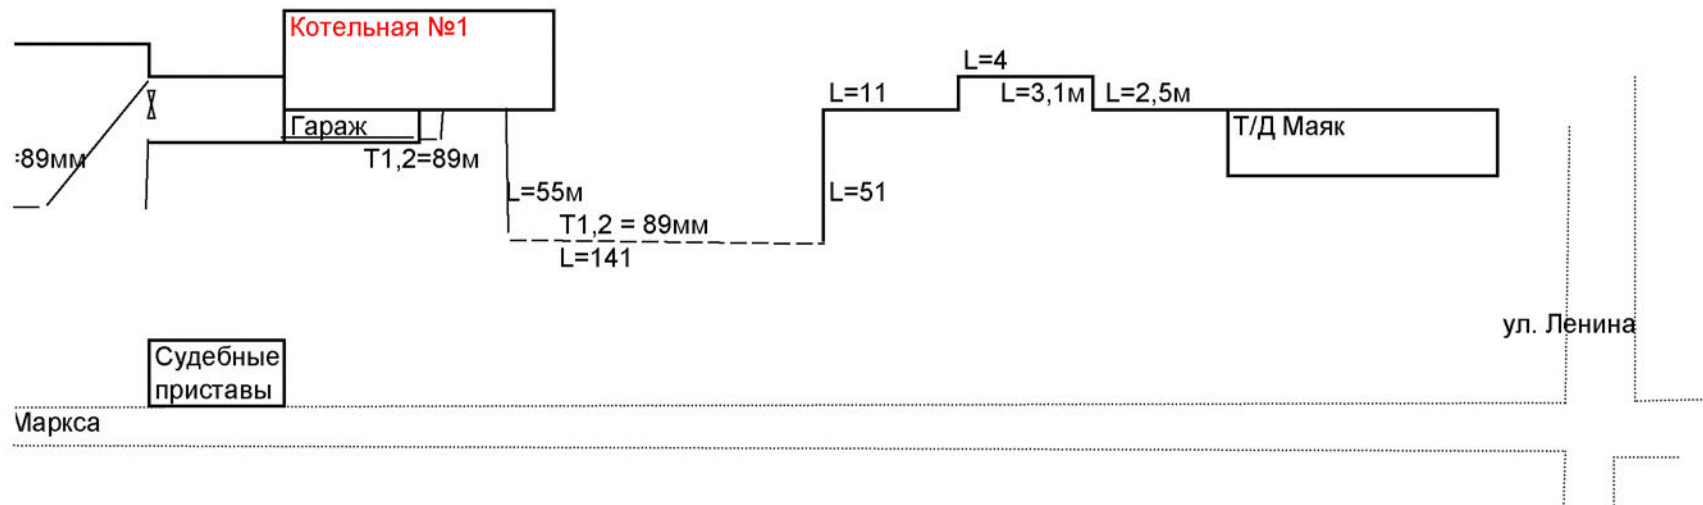 Котельная №1
L=4
L=11
L=3,1м
L=2,5м
Гараж
Т/Д Маяк
=89мм
Т1,2=89м
L=55м
L=51
Т1,2 = 89мм
L=141
ул. Ленина
Судебные
приставы
Маркса